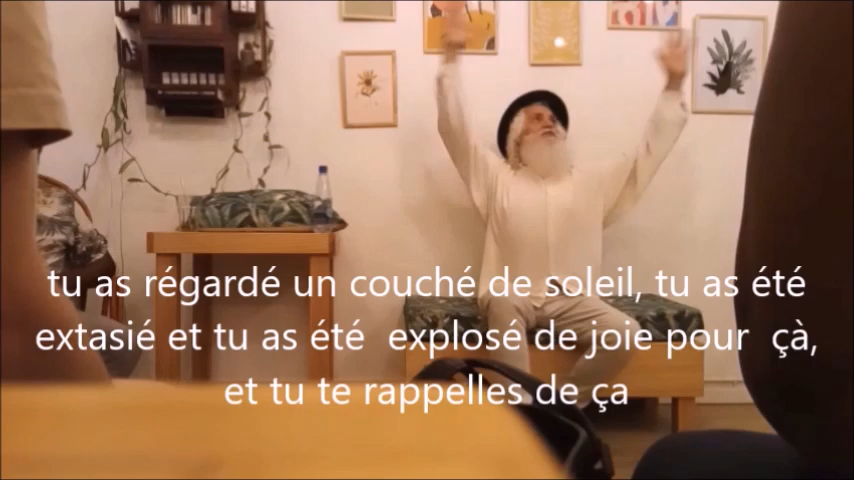 tu as régardé un couché de soleil, tu as été
extasié et tu as été  explosé de joie pour  çà,
et tu te rappelles de ça